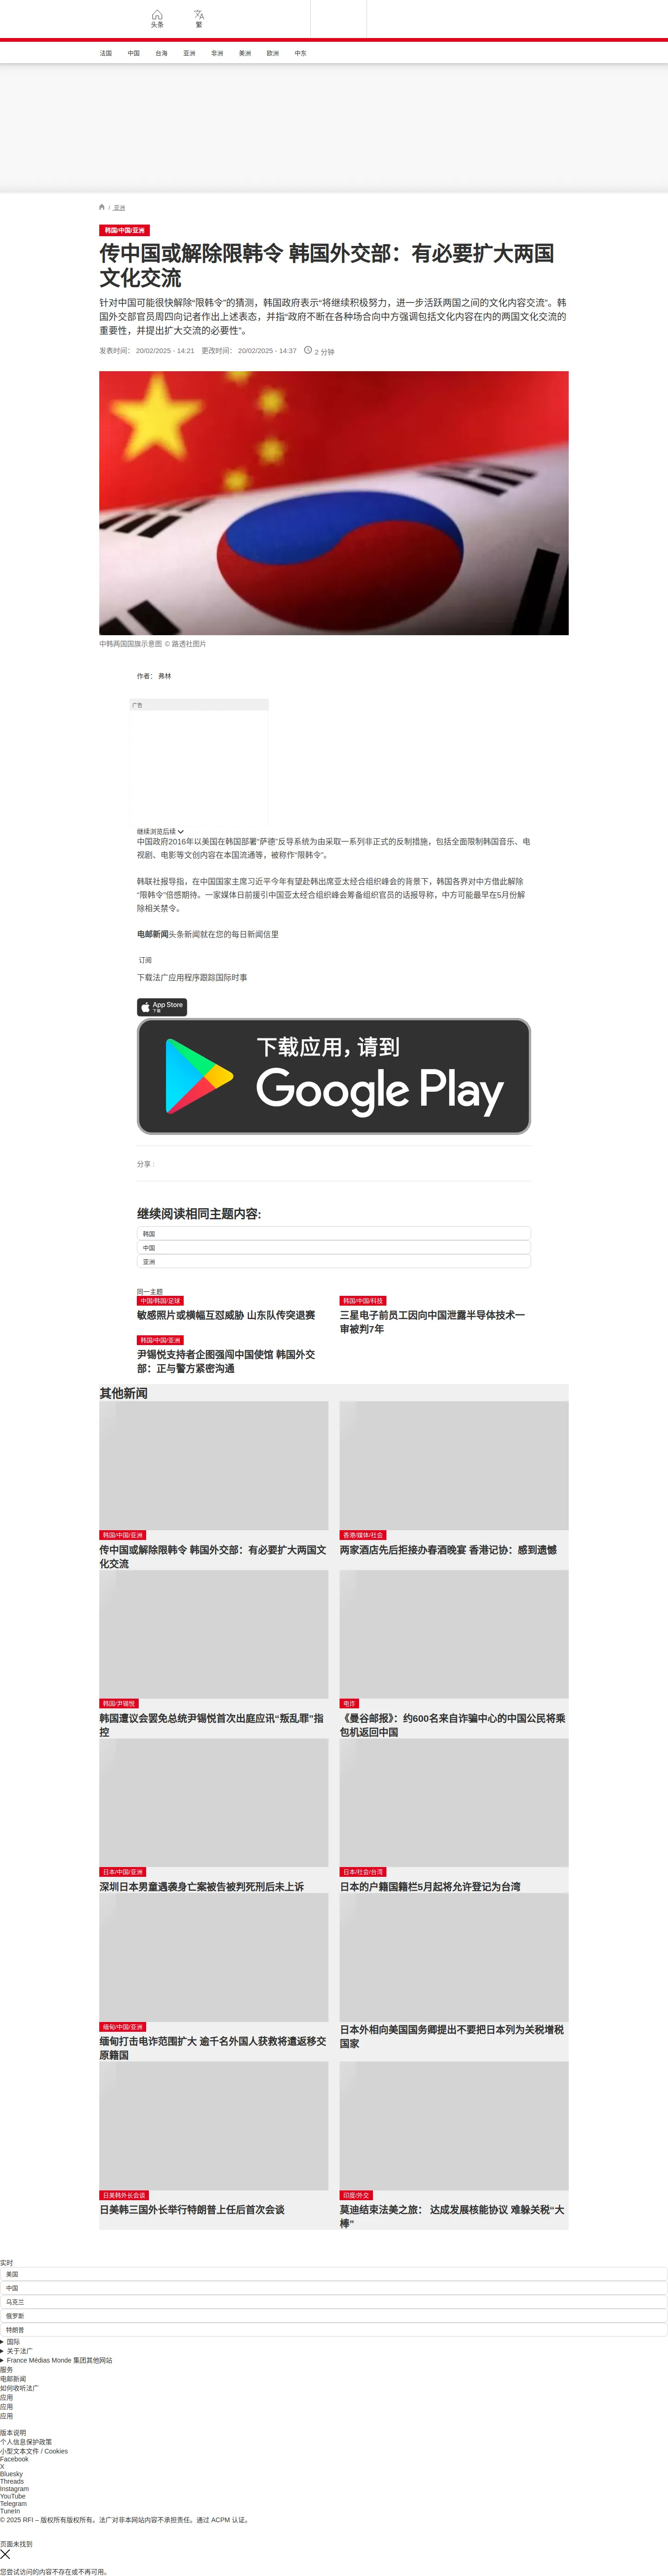 头条
繁
法国 中国 台海 亚洲 非洲 美洲 欧洲 中东
/ 亚洲
韩国/中国/亚洲
传中国或解除限韩令 韩国外交部：有必要扩大两国
文化交流
针对中国可能很快解除“限韩令”的猜测，韩国政府表示“将继续积极努力，进一步活跃两国之间的文化内容交流”。韩
国外交部官员周四向记者作出上述表态，并指“政府不断在各种场合向中方强调包括文化内容在内的两国文化交流的
重要性，并提出扩大交流的必要性”。
发表时间： 20/02/2025 - 14:21 更改时间： 20/02/2025 - 14:37 2 分钟
中韩两国国旗示意图 © 路透社图片
作者： 弗林
广告
继续浏览后续
中国政府2016年以美国在韩国部署“萨德”反导系统为由采取一系列非正式的反制措施，包括全面限制韩国音乐、电
视剧、电影等文创内容在本国流通等，被称作“限韩令”。
韩联社报导指，在中国国家主席习近平今年有望赴韩出席亚太经合组织峰会的背景下，韩国各界对中方借此解除
“限韩令”倍感期待。一家媒体日前援引中国亚太经合组织峰会筹备组织官员的话报导称，中方可能最早在5月份解
除相关禁令。
电邮新闻头条新闻就在您的每日新闻信里
订阅
下载法广应用程序跟踪国际时事
App Store
下载
下载应用，请到
Google Play
分享 :
继续阅读相同主题内容:
韩国
中国
亚洲
同一主题
中国/韩国/足球
敏感照片或横幅互怼威胁 山东队传突退赛
韩国/中国/科技
三星电子前员工因向中国泄露半导体技术一
审被判7年
韩国/中国/亚洲
尹锡悦支持者企图强闯中国使馆 韩国外交
部：正与警方紧密沟通
其他新闻
韩国/中国/亚洲
传中国或解除限韩令 韩国外交部：有必要扩大两国文
化交流
香港/媒体/社会
两家酒店先后拒接办春酒晚宴 香港记协：感到遗憾
韩国/尹锡悦
韩国遭议会罢免总统尹锡悦首次出庭应讯“叛乱罪”指
控
电诈
《曼谷邮报》：约600名来自诈骗中心的中国公民将乘
包机返回中国
日本/中国/亚洲
深圳日本男童遇袭身亡案被告被判死刑后未上诉
日本/社会/台湾
日本的户籍国籍栏5月起将允许登记为台湾
缅甸/中国/亚洲
缅甸打击电诈范围扩大 逾千名外国人获救将遣返移交
原籍国
日本外相向美国国务卿提出不要把日本列为关税增税
国家
日美韩外长会谈
日美韩三国外长举行特朗普上任后首次会谈
印度/外交
莫迪结束法美之旅： 达成发展核能协议 难躲关税“大
棒”
实时
美国
中国
乌克兰
俄罗斯
特朗普
国际
关于法广
France Médias Monde 集团其他网站
服务
电邮新闻
如何收听法广
应用
应用
应用
版本说明
个人信息保护政策
小型文本文件 / Cookies
Facebook
X
Bluesky
Threads
Instagram
YouTube
Telegram
TuneIn
© 2025 RFI – 版权所有版权所有。法广对非本网站内容不承担责任。通过 ACPM 认证。
页面未找到
您尝试访问的内容不存在或不再可用。